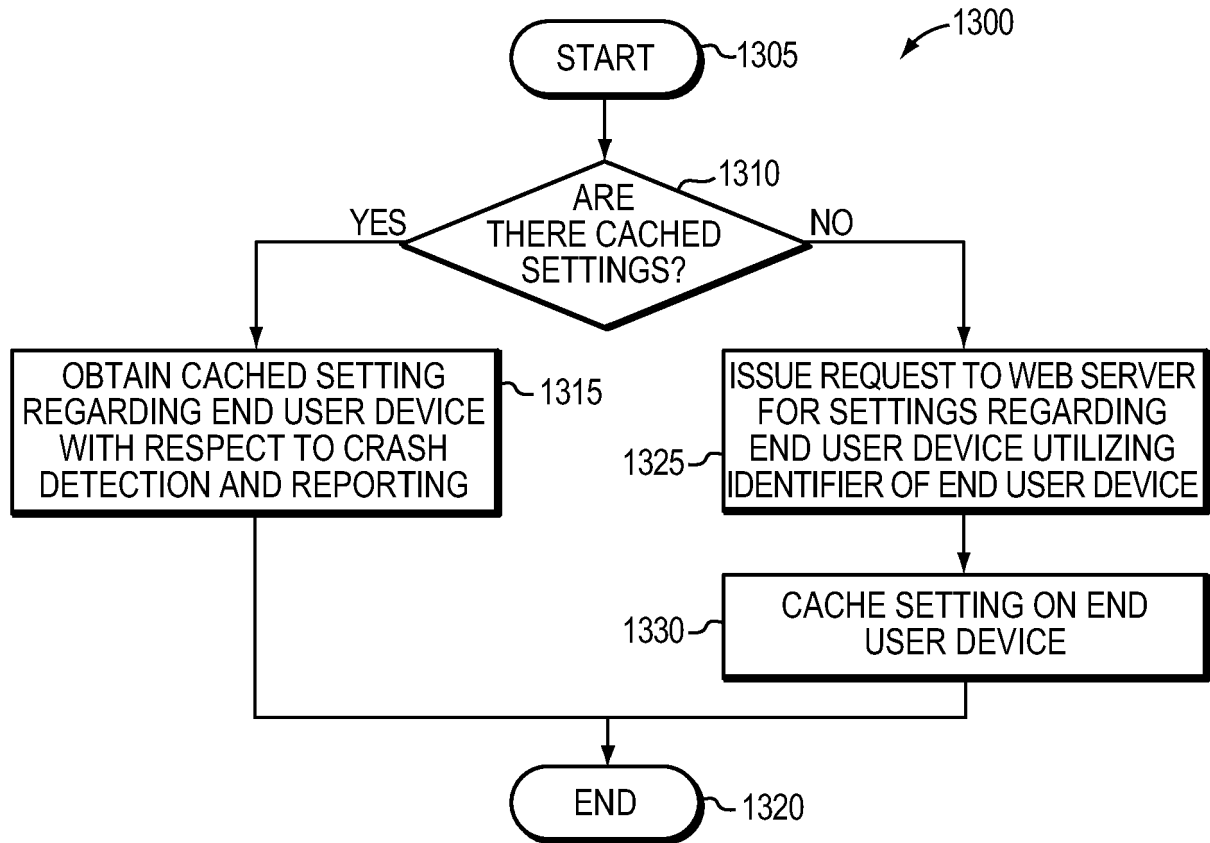 1300
START
1305
1310
ARE
THERE CACHED
SETTINGS?
YES
NO
OBTAIN CACHED SETTING
REGARDING END USER DEVICE
WITH RESPECT TO CRASH
DETECTION AND REPORTING
1315
ISSUE REQUEST TO WEB SERVER
FOR SETTINGS REGARDING
END USER DEVICE UTILIZING
IDENTIFIER OF END USER DEVICE
1325
CACHE SETTING ON END
USER DEVICE
1330
END
1320